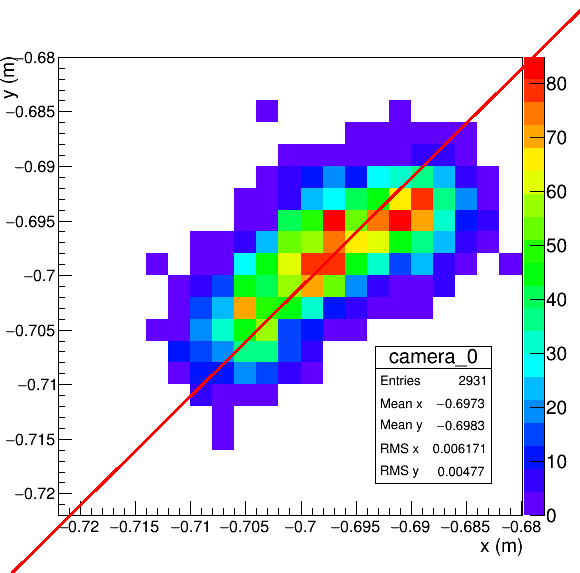 y (m)
−0.68
−0.685
−0.69
−0.695
−0.7
−0.705
−0.71
−0.715
−0.72
−0.72 −0.715 −0.71 −0.705 −0.7 −0.695 −0.69 −0.685 −0.68
x (m)
80
70
60
50
40
30
20
10
0
camera_0
Entries 2931
Mean x −0.6973
Mean y −0.6983
RMS x 0.006171
RMS y 0.00477